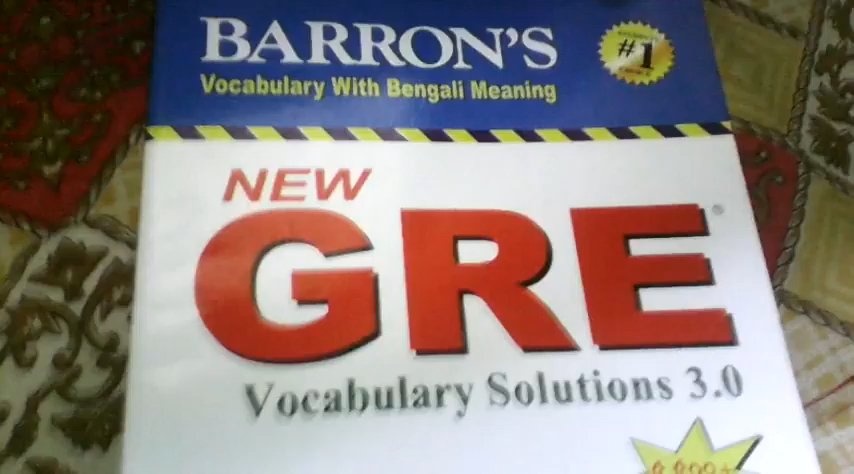 BARRON'S
#1
Vocabulary With Bengali Meaning
NEW
GRE®
Vocabulary Solutions 3.0